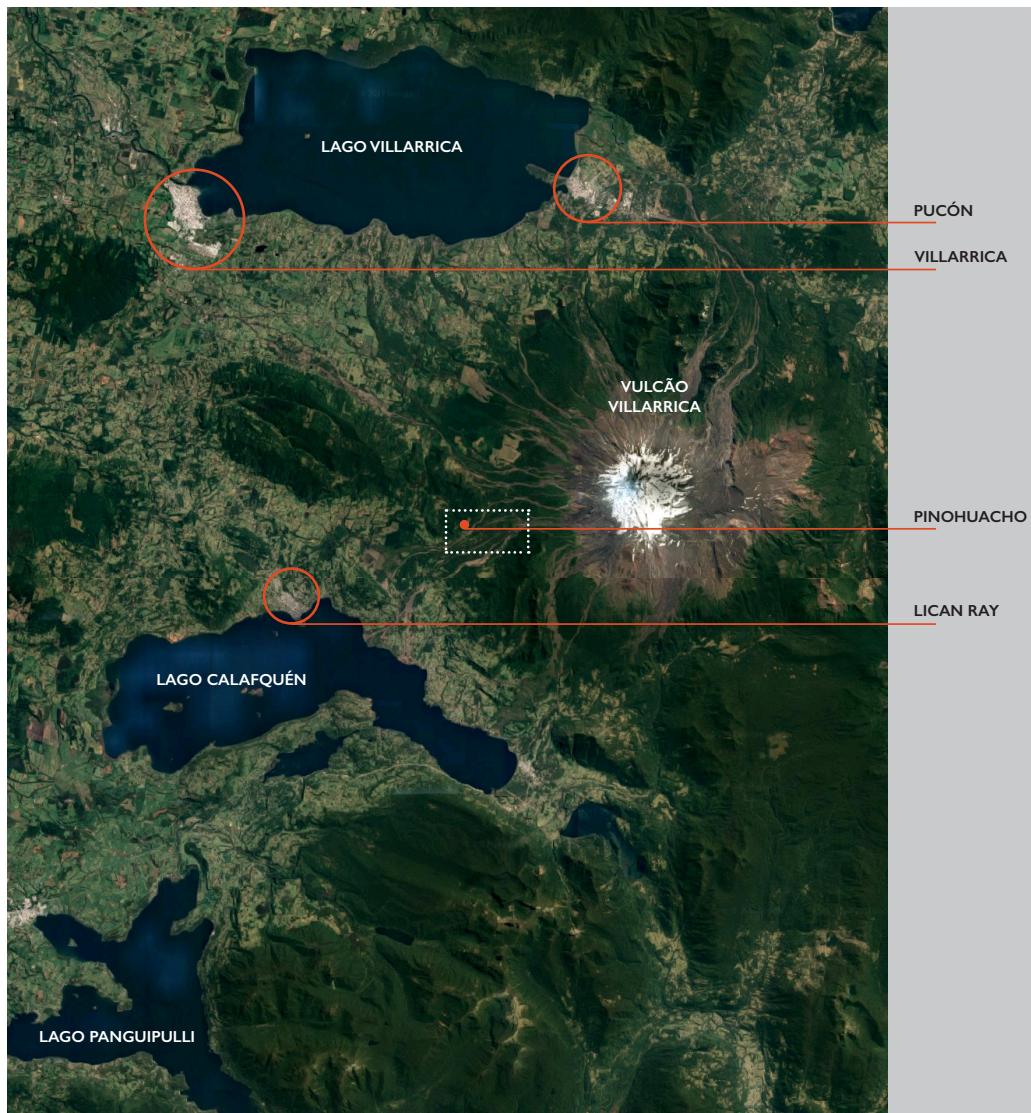 LAGO VILLARRICA
PUCÓN
VILLARRICA
VULCÃO
VILLARRICA
PINOHUACHO
LICAN RAY
LAGO CALAFQUÉN
LAGO PANGUIPULLI